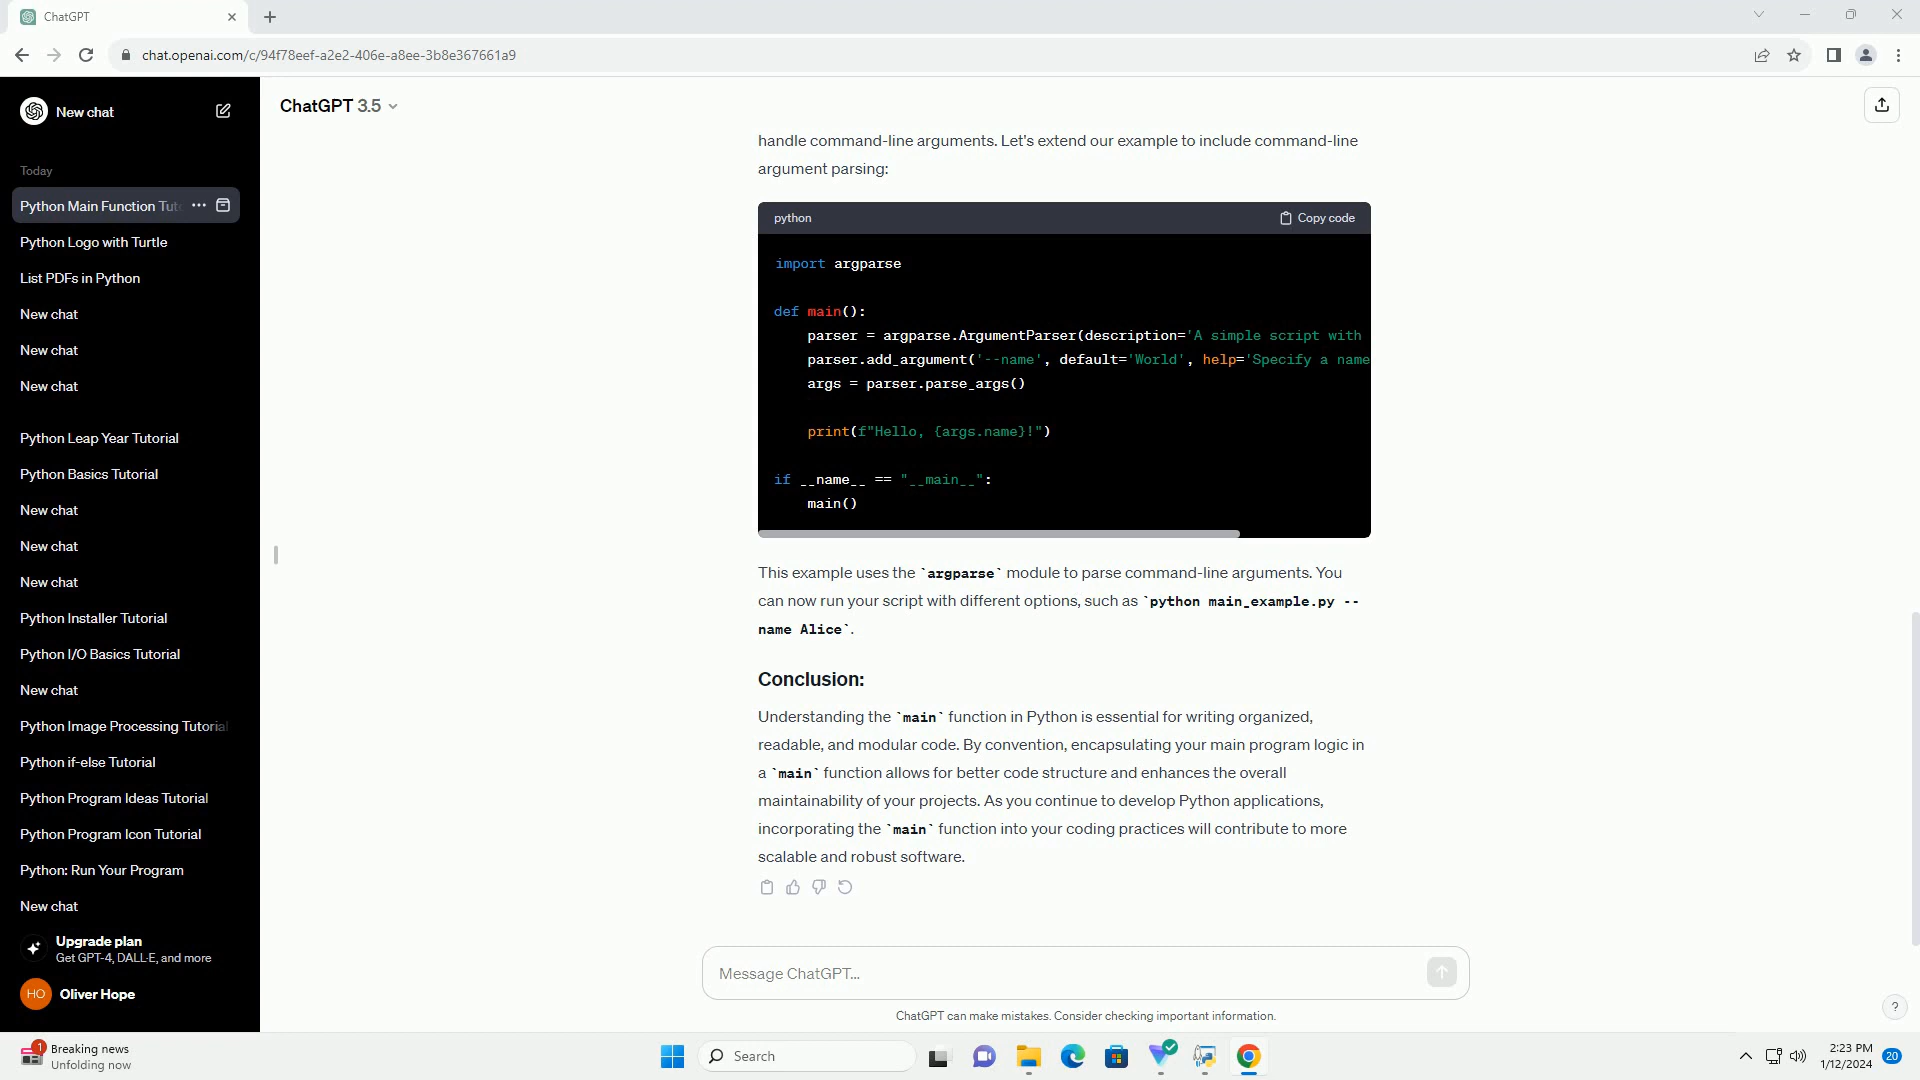 ChatGPT
chat.openai.com/c/94f78eef-a2e2-406e-a8ee-3b8e367661a9
New chat
Today
Python Main Function Tut
Python Logo with Turtle
List PDFs in Python
New chat
New chat
New chat
Python Leap Year Tutorial
Python Basics Tutorial
New chat
New chat
New chat
Python Installer Tutorial
Python I/O Basics Tutorial
New chat
Python Image Processing Tutorial
Python if-else Tutorial
Python Program Ideas Tutorial
Python Program Icon Tutorial
Python: Run Your Program
New chat
Upgrade plan
Get GPT-4, DALL·E, and more
HO
Oliver Hope
ChatGPT 3.5
handle command-line arguments. Let's extend our example to include command-line
argument parsing:
python
Copy code
import argparse
def main():
    parser = argparse.ArgumentParser(description='A simple script with
    parser.add_argument('--name', default='World', help='Specify a name
    args = parser.parse_args()
    print(f"Hello, {args.name}!")
if __name__ == "__main__":
    main()
This example uses the `argparse` module to parse command-line arguments. You
can now run your script with different options, such as `python main_example.py --
name Alice`.
Conclusion:
Understanding the `main` function in Python is essential for writing organized,
readable, and modular code. By convention, encapsulating your main program logic in
a `main` function allows for better code structure and enhances the overall
maintainability of your projects. As you continue to develop Python applications,
incorporating the `main` function into your coding practices will contribute to more
scalable and robust software.
Message ChatGPT...
ChatGPT can make mistakes. Consider checking important information.
?
1
Breaking news
Unfolding now
Search
2:23 PM
1/12/2024
20